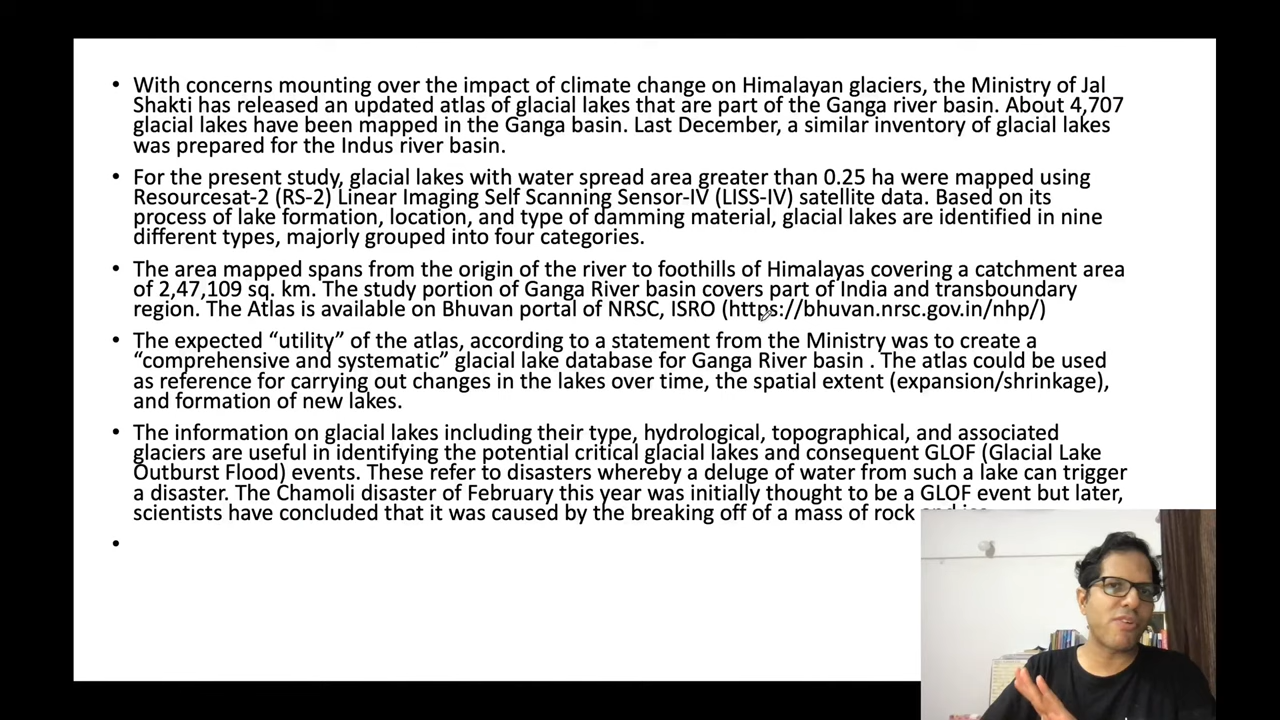 • With concerns mounting over the impact of climate change on Himalayan glaciers, the Ministry of Jal
Shakti has released an updated atlas of glacial lakes that are part of the Ganga river basin. About 4,707
glacial lakes have been mapped in the Ganga basin. Last December, a similar inventory of glacial lakes
was prepared for the Indus river basin.
• For the present study, glacial lakes with water spread area greater than 0.25 ha were mapped using
Resourcesat-2 (RS-2) Linear Imaging Self Scanning Sensor-IV (LISS-IV) satellite data. Based on its
process of lake formation, location, and type of damming material, glacial lakes are identified in nine
different types, majorly grouped into four categories.
• The area mapped spans from the origin of the river to foothills of Himalayas covering a catchment area
of 2,47,109 sq. km. The study portion of Ganga River basin covers part of India and transboundary
region. The Atlas is available on Bhuvan portal of NRSC, ISRO (https://bhuvan.nrsc.gov.in/nhp/)
• The expected “utility” of the atlas, according to a statement from the Ministry was to create a
“comprehensive and systematic” glacial lake database for Ganga River basin . The atlas could be used
as reference for carrying out changes in the lakes over time, the spatial extent (expansion/shrinkage),
and formation of new lakes.
• The information on glacial lakes including their type, hydrological, topographical, and associated
glaciers are useful in identifying the potential critical glacial lakes and consequent GLOF (Glacial Lake
Outburst Flood) events. These refer to disasters whereby a deluge of water from such a lake can trigger
a disaster. The Chamoli disaster of February this year was initially thought to be a GLOF event but later,
scientists have concluded that it was caused by the breaking off of a mass of rock
•